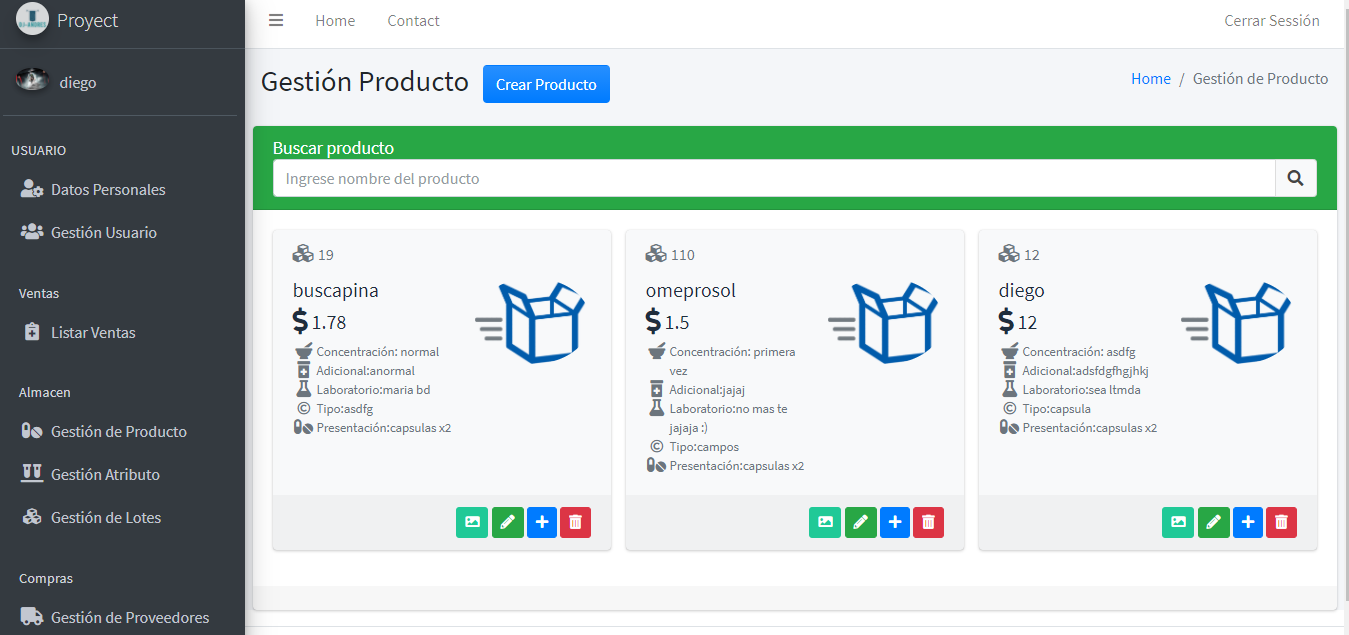 Proyect
Home
Contact
Cerrar Sesión
diego
Gestión Producto
Crear Producto
Home / Gestión de Producto
USUARIO
Datos Personales
Gestión Usuario
Ventas
Listar Ventas
Almacen
Gestión de Producto
Gestión Atributo
Gestión de Lotes
Compras
Gestión de Proveedores
Buscar producto
Ingrese nombre del producto
19
buscapina
$ 1.78
Concentración: normal
Adicional:anormal
Laboratorio:maria bd
Tipo:asdfg
Presentación:capsulas x2
110
omeprosol
$ 1.5
Concentración: primera
vez
Adicional:jajaj
Laboratorio:no mas te
jajaja :)
Tipo:campos
Presentación:capsulas x2
12
diego
$ 12
Concentración: asdfg
Adicional:adsfdgfhgjhkj
Laboratorio:sea ltmda
Tipo:capsula
Presentación:capsulas x2